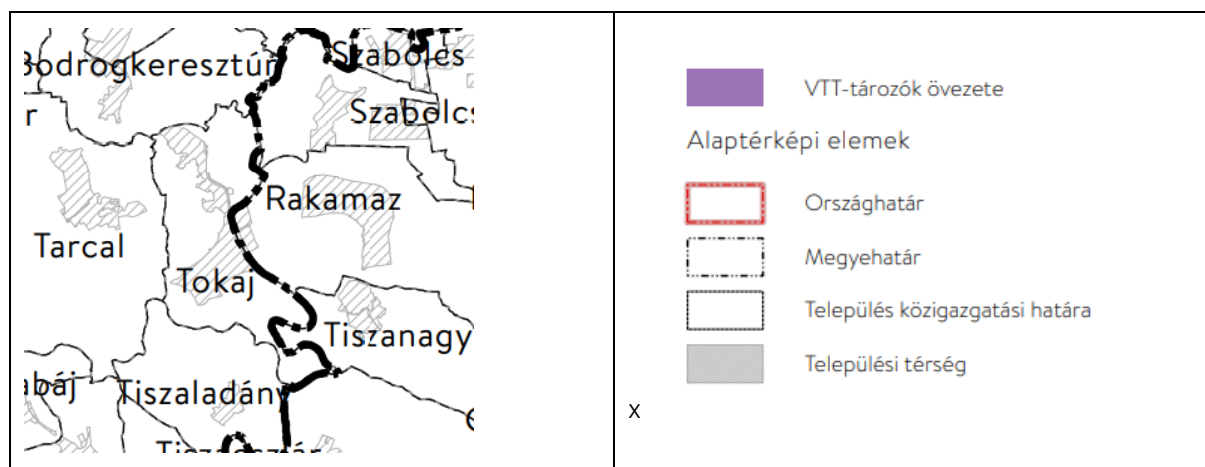 Bodrogkeresztúr
Szabolcs
r
Szabolcs
Rakamaz
Tarcal
Tokaj
Tiszanagy
abáj
Tiszaladány
VTT-tározók övezete
Alaptérképi elemek
Országhatár
Megyehatár
Település közigazgatási határa
Települési térség
X